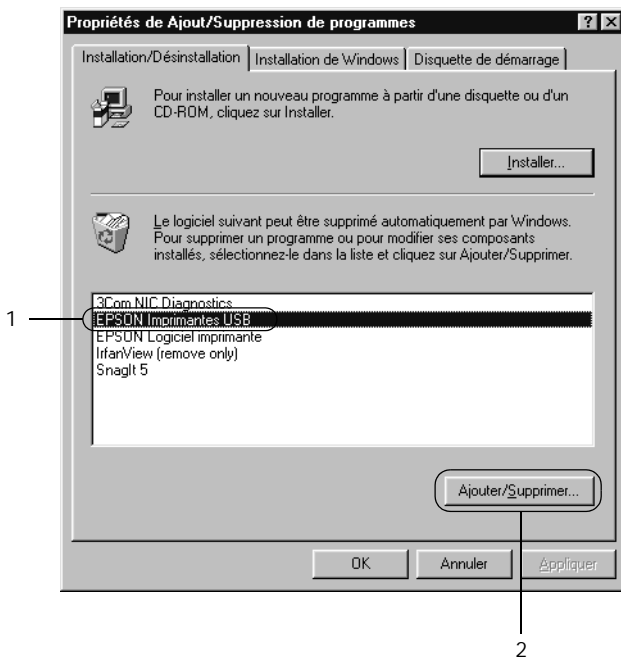 Propriétés de Ajout/Suppression de programmes
Installation/Désinstallation
Installation de Windows
Disquette de démarrage
Pour installer un nouveau programme à partir d'une disquette ou d'un
CD-ROM, cliquez sur Installer.
Installer...
Le logiciel suivant peut être supprimé automatiquement par Windows.
Pour supprimer un programme ou pour modifier ses composants
installés, sélectionnez-le dans la liste et cliquez sur Ajouter/Supprimer.
3Com NIC Diagnostics
1
EPSON Imprimantes USB
EPSON Logiciel imprimante
IrfanView (remove only)
SnagIt 5
Ajouter/Supprimer...
OK
Annuler
Appliquer
2